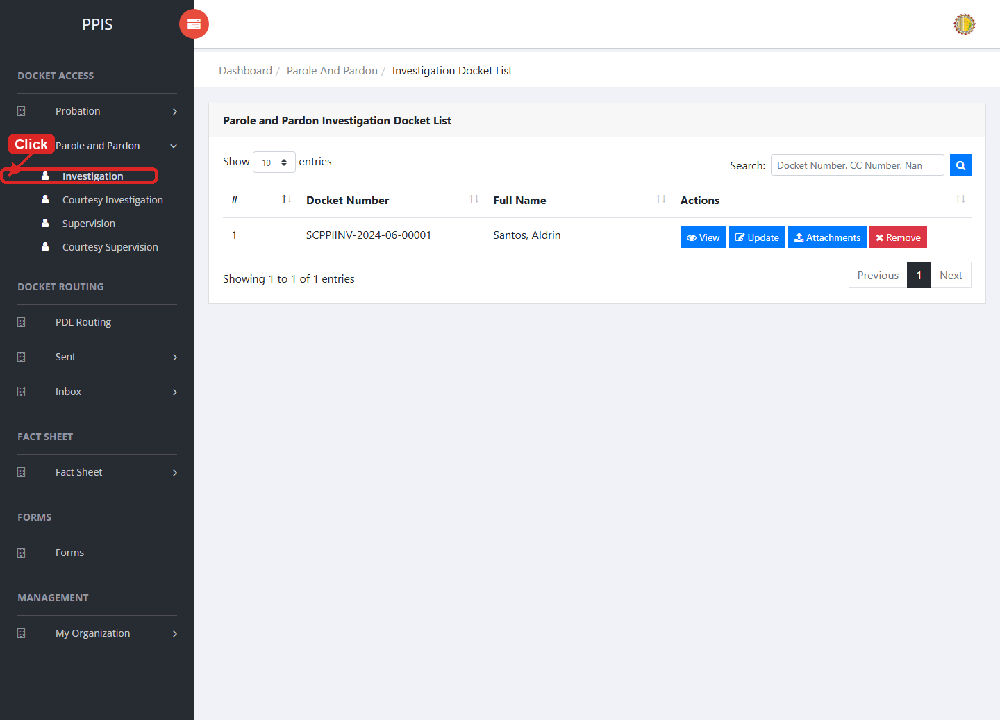 PPIS
DOCKET ACCESS
Probation
Click
Parole and Pardon
Investigation
Courtesy Investigation
Supervision
Courtesy Supervision
DOCKET ROUTING
PDL Routing
Sent
Inbox
FACT SHEET
Fact Sheet
FORMS
Forms
MANAGEMENT
My Organization
Dashboard / Parole And Pardon / Investigation Docket List
Parole and Pardon Investigation Docket List
Show 10 entries
Search: Docket Number, CC Number, Nan
# Docket Number Full Name Actions
1 SCPPIINV-2024-06-00001 Santos, Aldrin View Update Attachments Remove
Showing 1 to 1 of 1 entries
Previous 1 Next